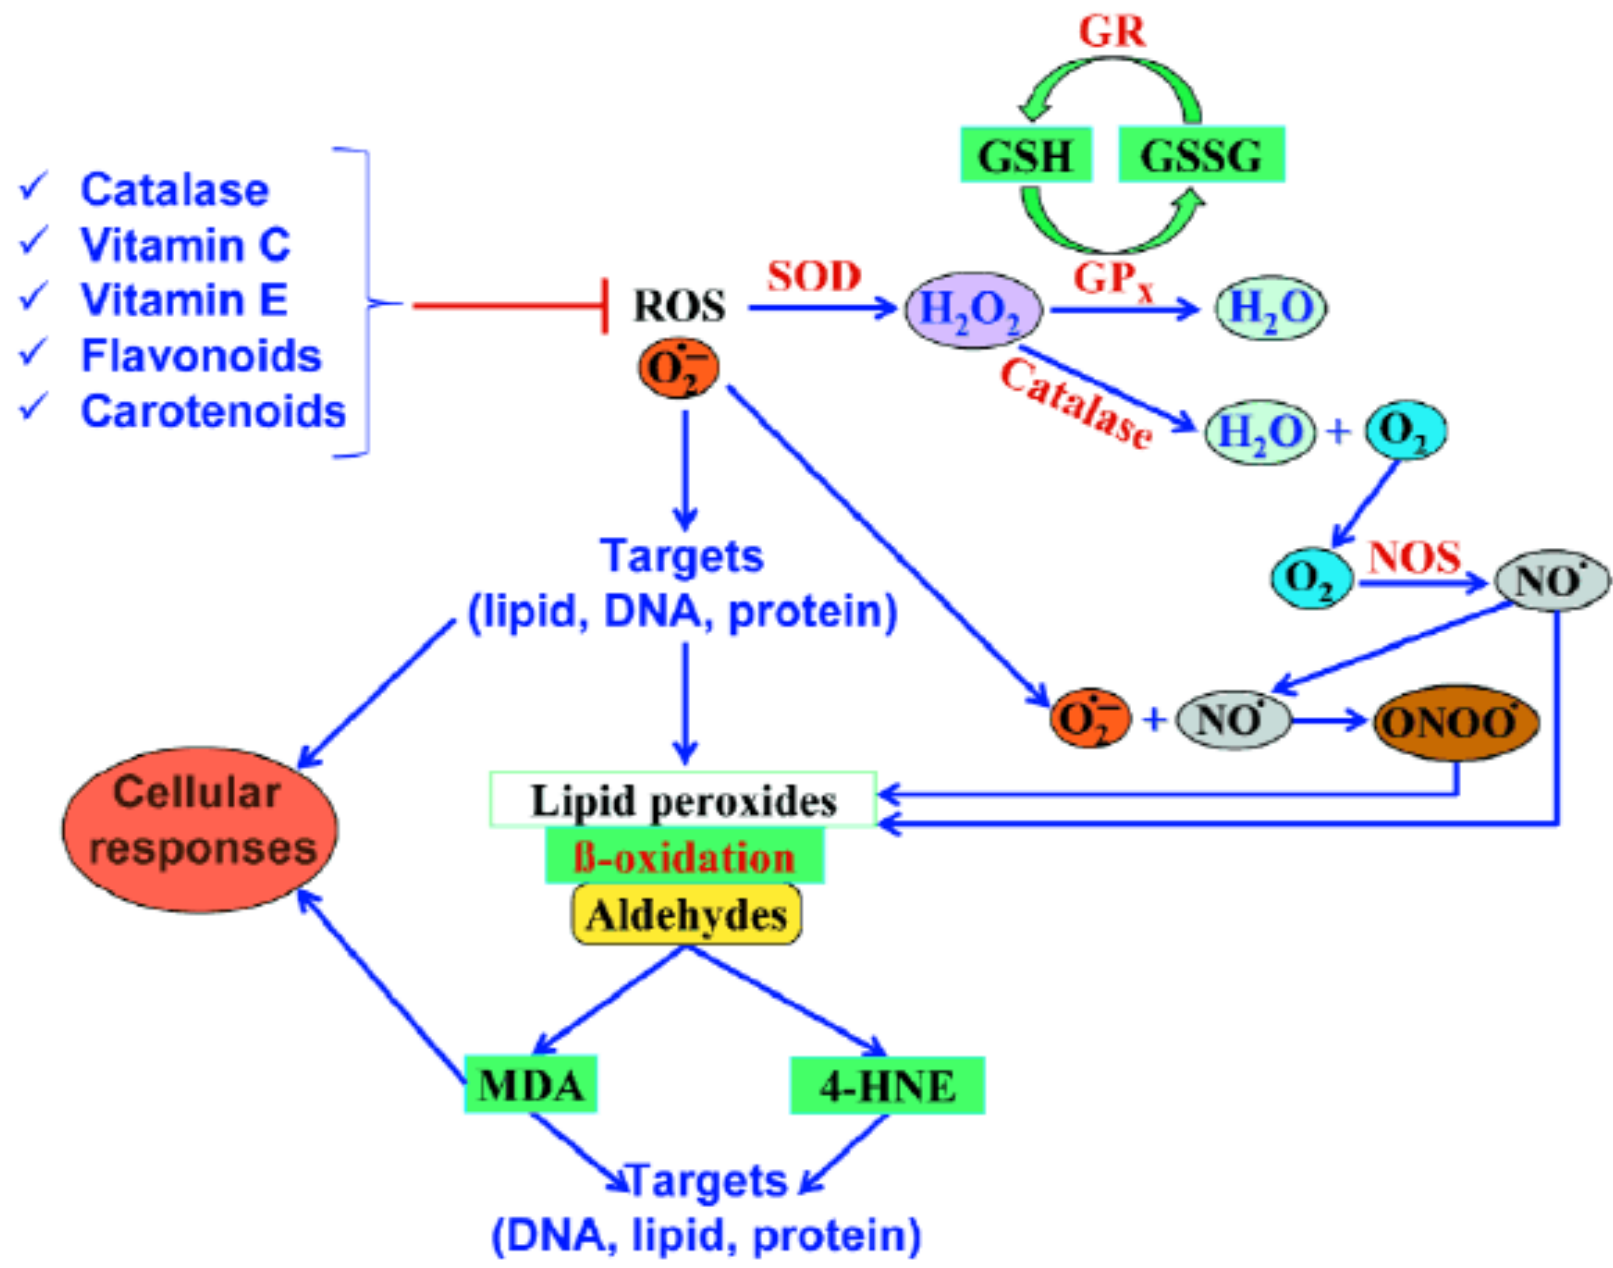 GR
GSH GSSG
✓ Catalase
✓ Vitamin C
✓ Vitamin E
✓ Flavonoids
✓ Carotenoids
ROS
O₂•−
SOD
H₂O₂
GPₓ
H₂O
Catalase
H₂O + O₂
O₂
NOS
NO•
Targets
(lipid, DNA, protein)
O₂•− + NO•
ONOO•
Cellular
responses
Lipid peroxides
ß-oxidation
Aldehydes
MDA
4-HNE
Targets
(DNA, lipid, protein)